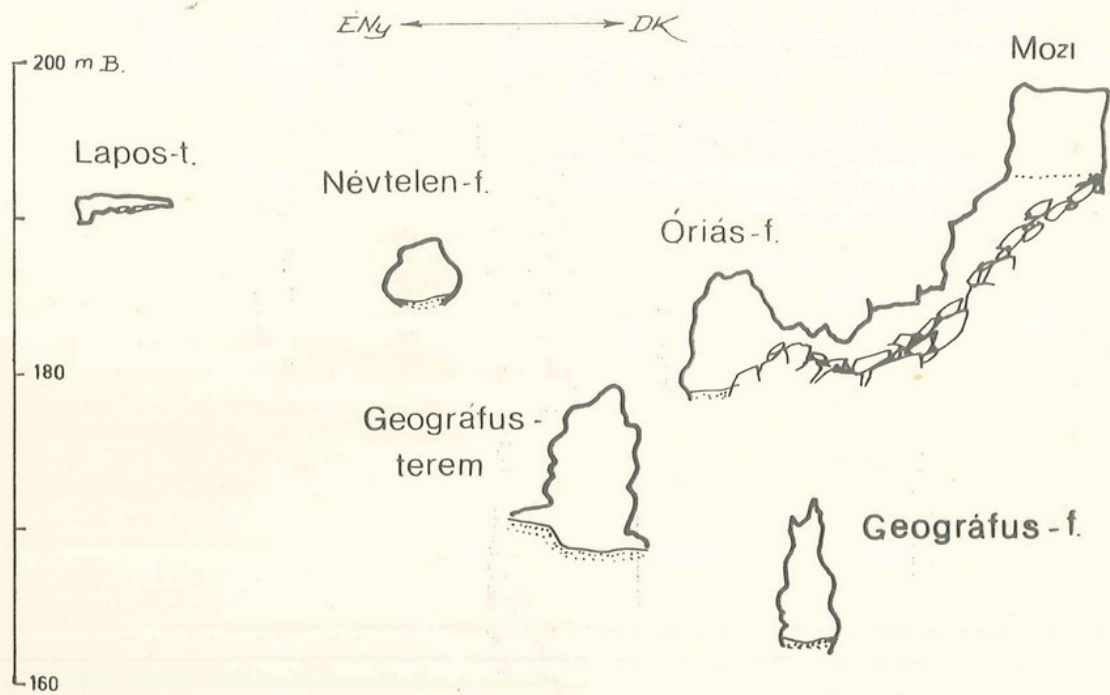 ÉNy DK
Mozi
200 m B.
Lapos-t.
Névtelen-f.
Óriás-f.
180
Geográfus-
terem
Geográfus-f.
160